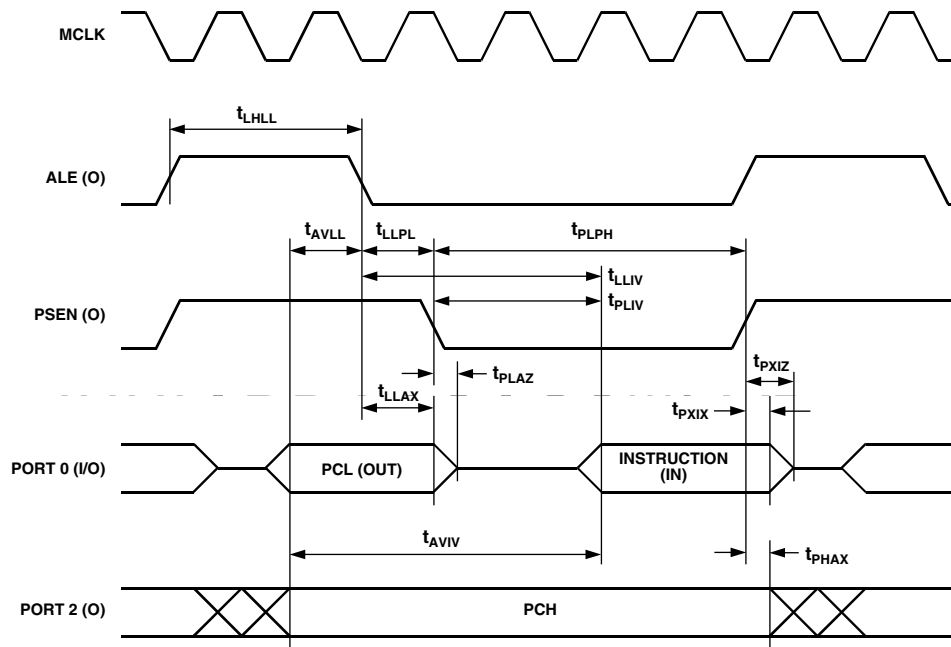 MCLK
tLHLL
ALE (O)
tAVLL
tLLPL
tPLPH
tLLIV
PSEN (O)
tPLIV
tPLAZ
tPXIZ
tLLAX
tPXIX
PORT 0 (I/O)
PCL (OUT)
INSTRUCTION
(IN)
tAVIV
tPHAX
PORT 2 (O)
PCH